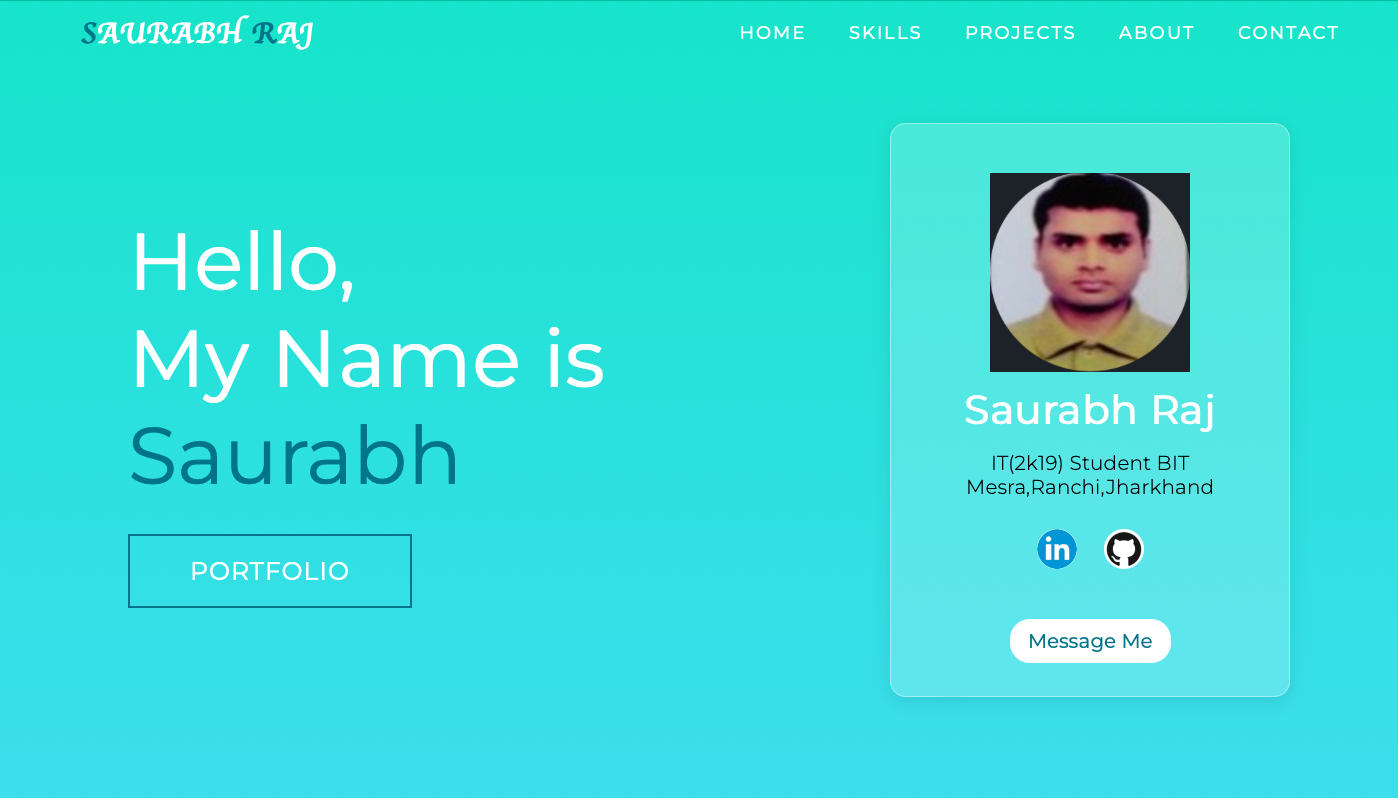 SAURABH RAJ
HOME SKILLS PROJECTS ABOUT CONTACT
Hello,
My Name is
Saurabh
PORTFOLIO
Saurabh Raj
IT(2k19) Student BIT
Mesra,Ranchi,Jharkhand
in
Message Me